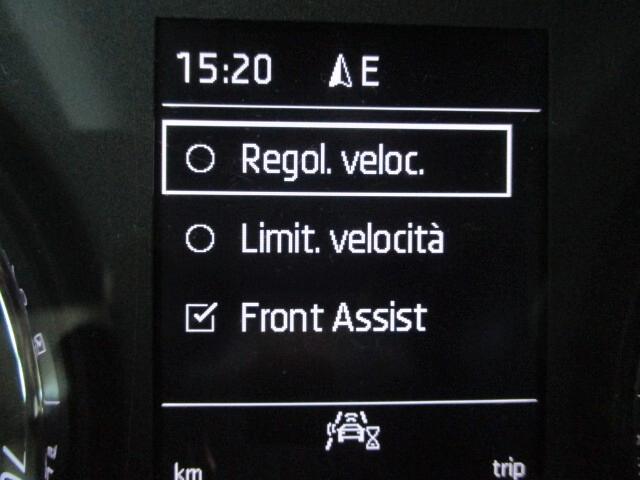 15:20 E
Regol. veloc.
Limit. velocità
Front Assist
km trip